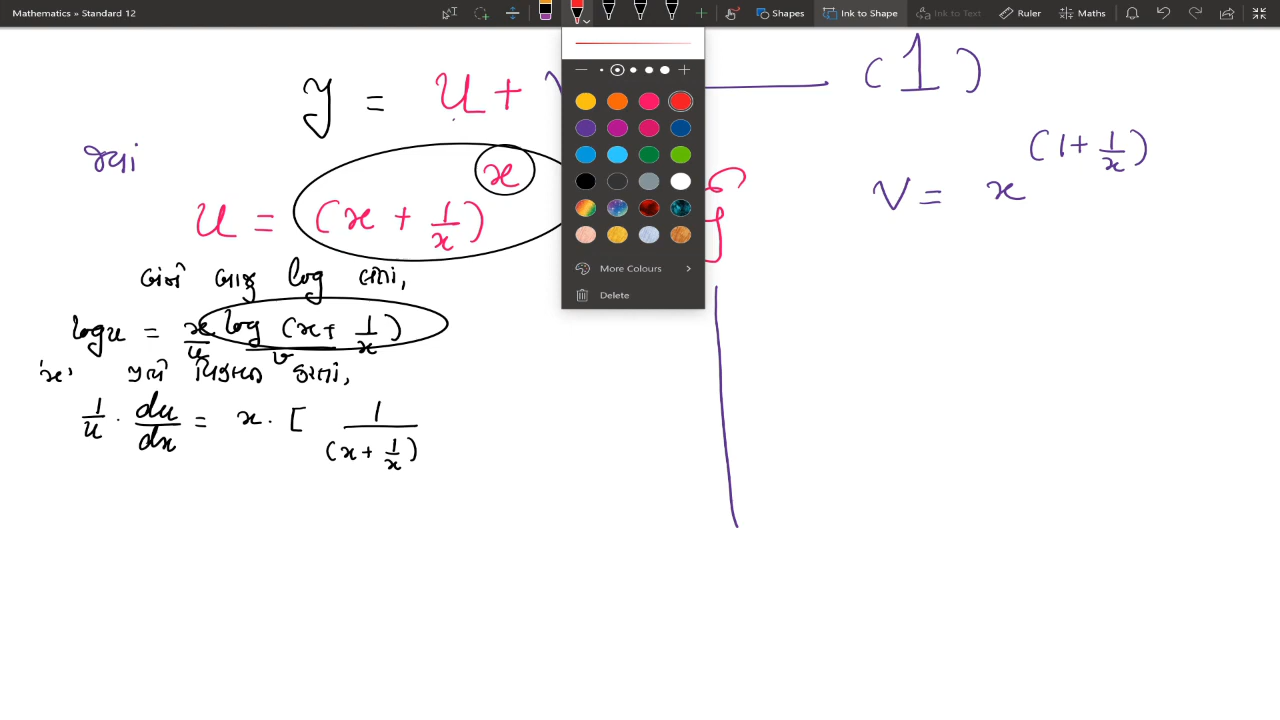 Mathematics » Standard 12
Shapes Ink to Shape Ink to Text Ruler Maths
y = u + (1)
જ્યાં
u = (x + 1/x)^x
v = x^(1 + 1/x)
બંને બાજુ log લેતાં,
log u = x log (x + 1/x)
u v
'x' પ્રત્યે વિકલન કરતાં,
1/u · du/dx = x · [ 1/(x + 1/x)
More Colours
Delete